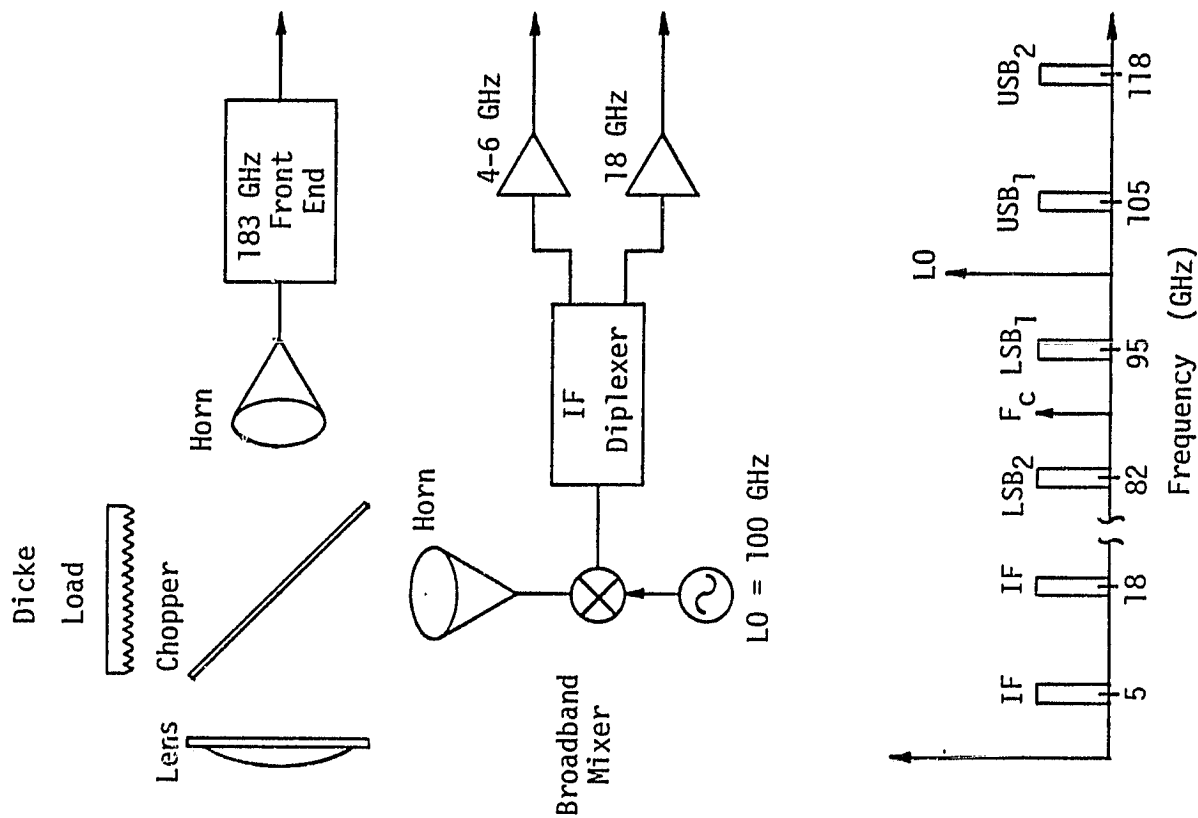 Dicke
Load
Lens
Chopper
Horn
183 GHz
Front
End
Broadband
Mixer
Horn
LO = 100 GHz
IF
Diplexer
4-6 GHz
18 GHz
IF
IF
LSB2
FC
LSB1
LO
USB1
USB2
5
18
82
95
105
118
Frequency (GHz)